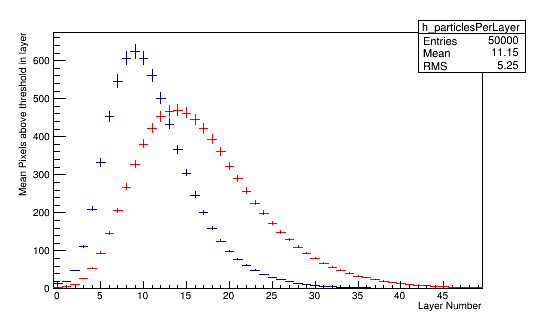 h_particlesPerLayer
Entries 50000
Mean 11.15
RMS 5.25
Mean Pixels above threshold in layer
600
500
400
300
200
100
0
0 5 10 15 20 25 30 35 40 45
Layer Number